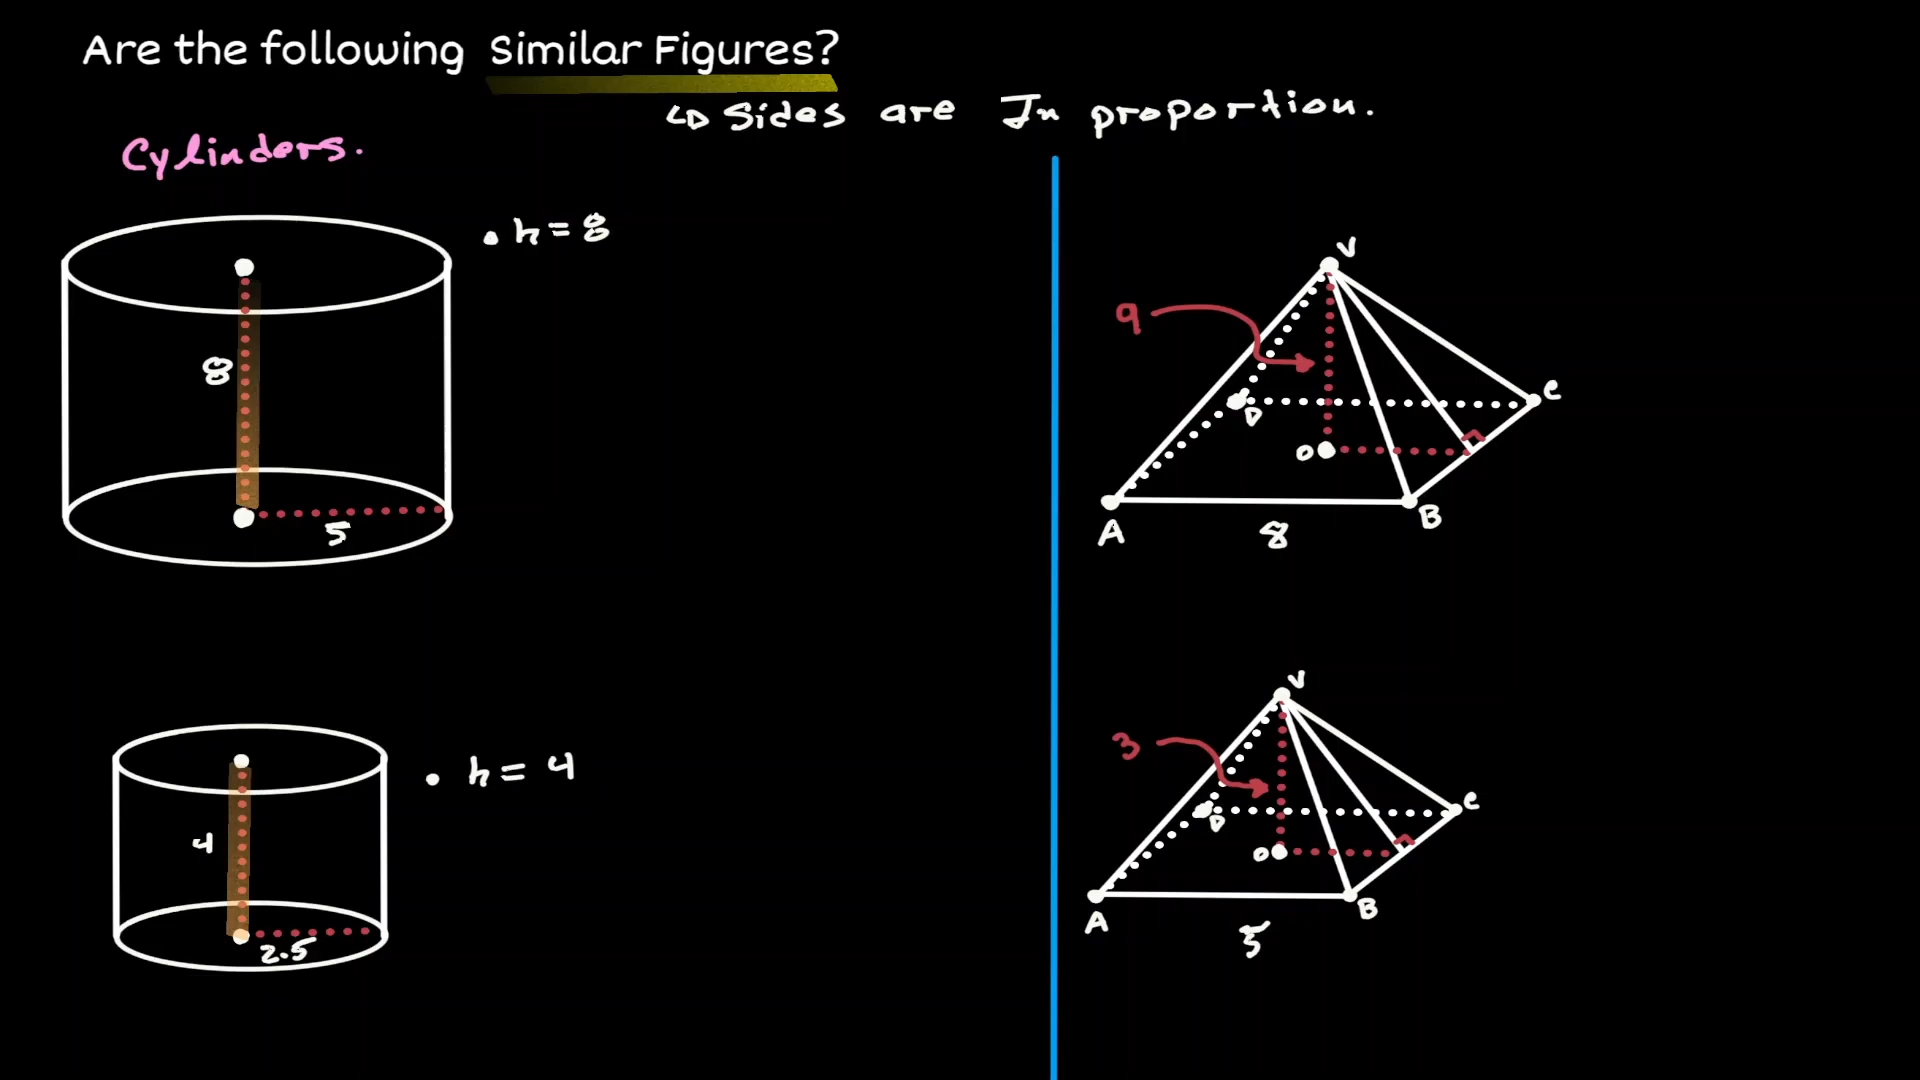 Are the following Similar Figures?
↳ Sides are In proportion.
Cylinders.
• h = 8
8
5
• h = 4
4
2.5
V
9
C
D
O
A
B
8
V
3
C
D
O
A
B
5